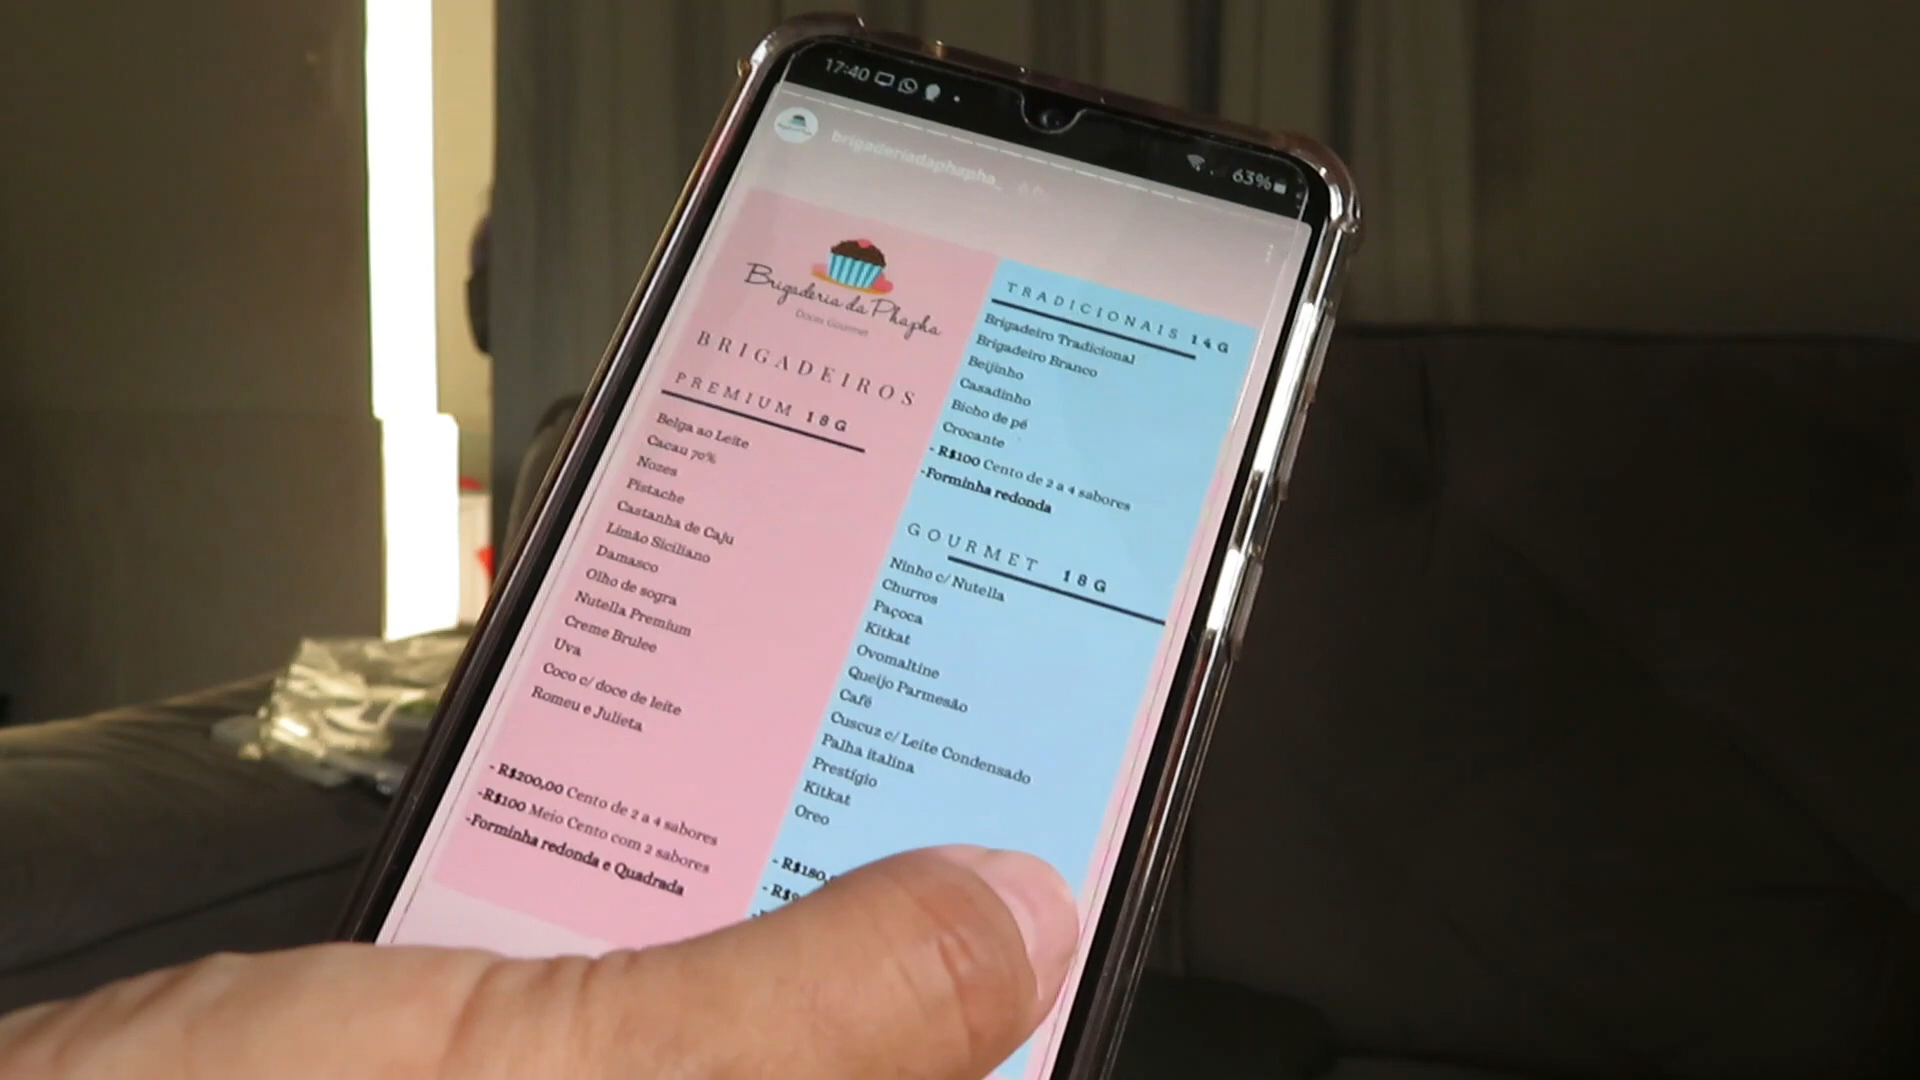 17:40
63%
brigaderiadaphapha_
Brigaderia da Phapha
Doces Gourmet
BRIGADEIROS
PREMIUM 18G
Belga ao Leite
Cacau 70%
Nozes
Pistache
Castanha de Caju
Limão Siciliano
Damasco
Olho de sogra
Nutella Premium
Creme Brulee
Uva
Coco c/ doce de leite
Romeu e Julieta
- R$200,00 Cento de 2 a 4 sabores
-R$100 Meio Cento com 2 sabores
-Forminha redonda e Quadrada
TRADICIONAIS 14G
Brigadeiro Tradicional
Brigadeiro Branco
Beijinho
Casadinho
Bicho de pé
Crocante
- R$100 Cento de 2 a 4 sabores
-Forminha redonda
GOURMET 18G
Ninho c/ Nutella
Churros
Paçoca
Kitkat
Ovomaltine
Queijo Parmesão
Café
Cuscuz c/ Leite Condensado
Palha italina
Prestígio
Kitkat
Oreo
- R$180,